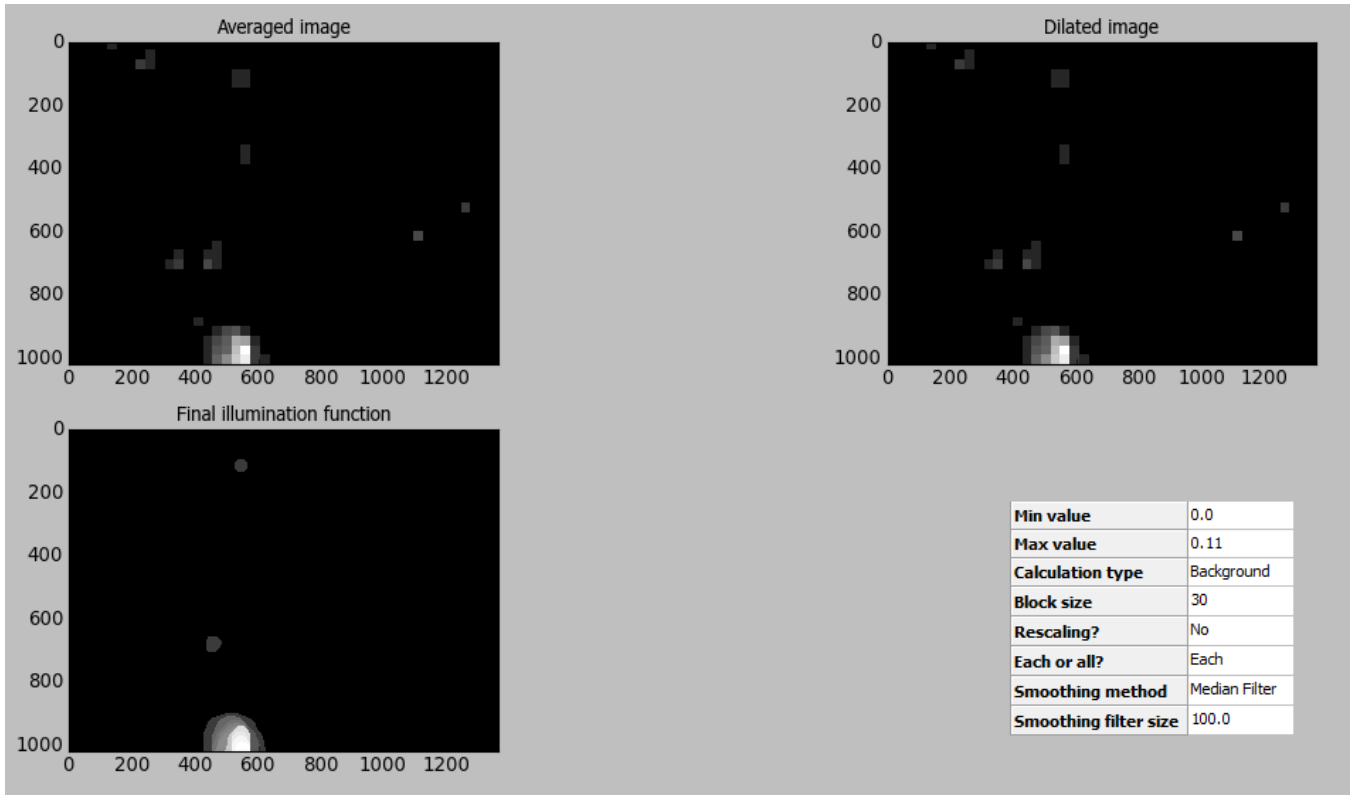 Averaged image
Dilated image
0
200
400
600
800
1000
0 200 400 600 800 1000 1200
0
200
400
600
800
1000
0 200 400 600 800 1000 1200
Final illumination function
0
200
400
600
800
1000
0 200 400 600 800 1000 1200
Min value 0.0
Max value 0.11
Calculation type Background
Block size 30
Rescaling? No
Each or all? Each
Smoothing method Median Filter
Smoothing filter size 100.0